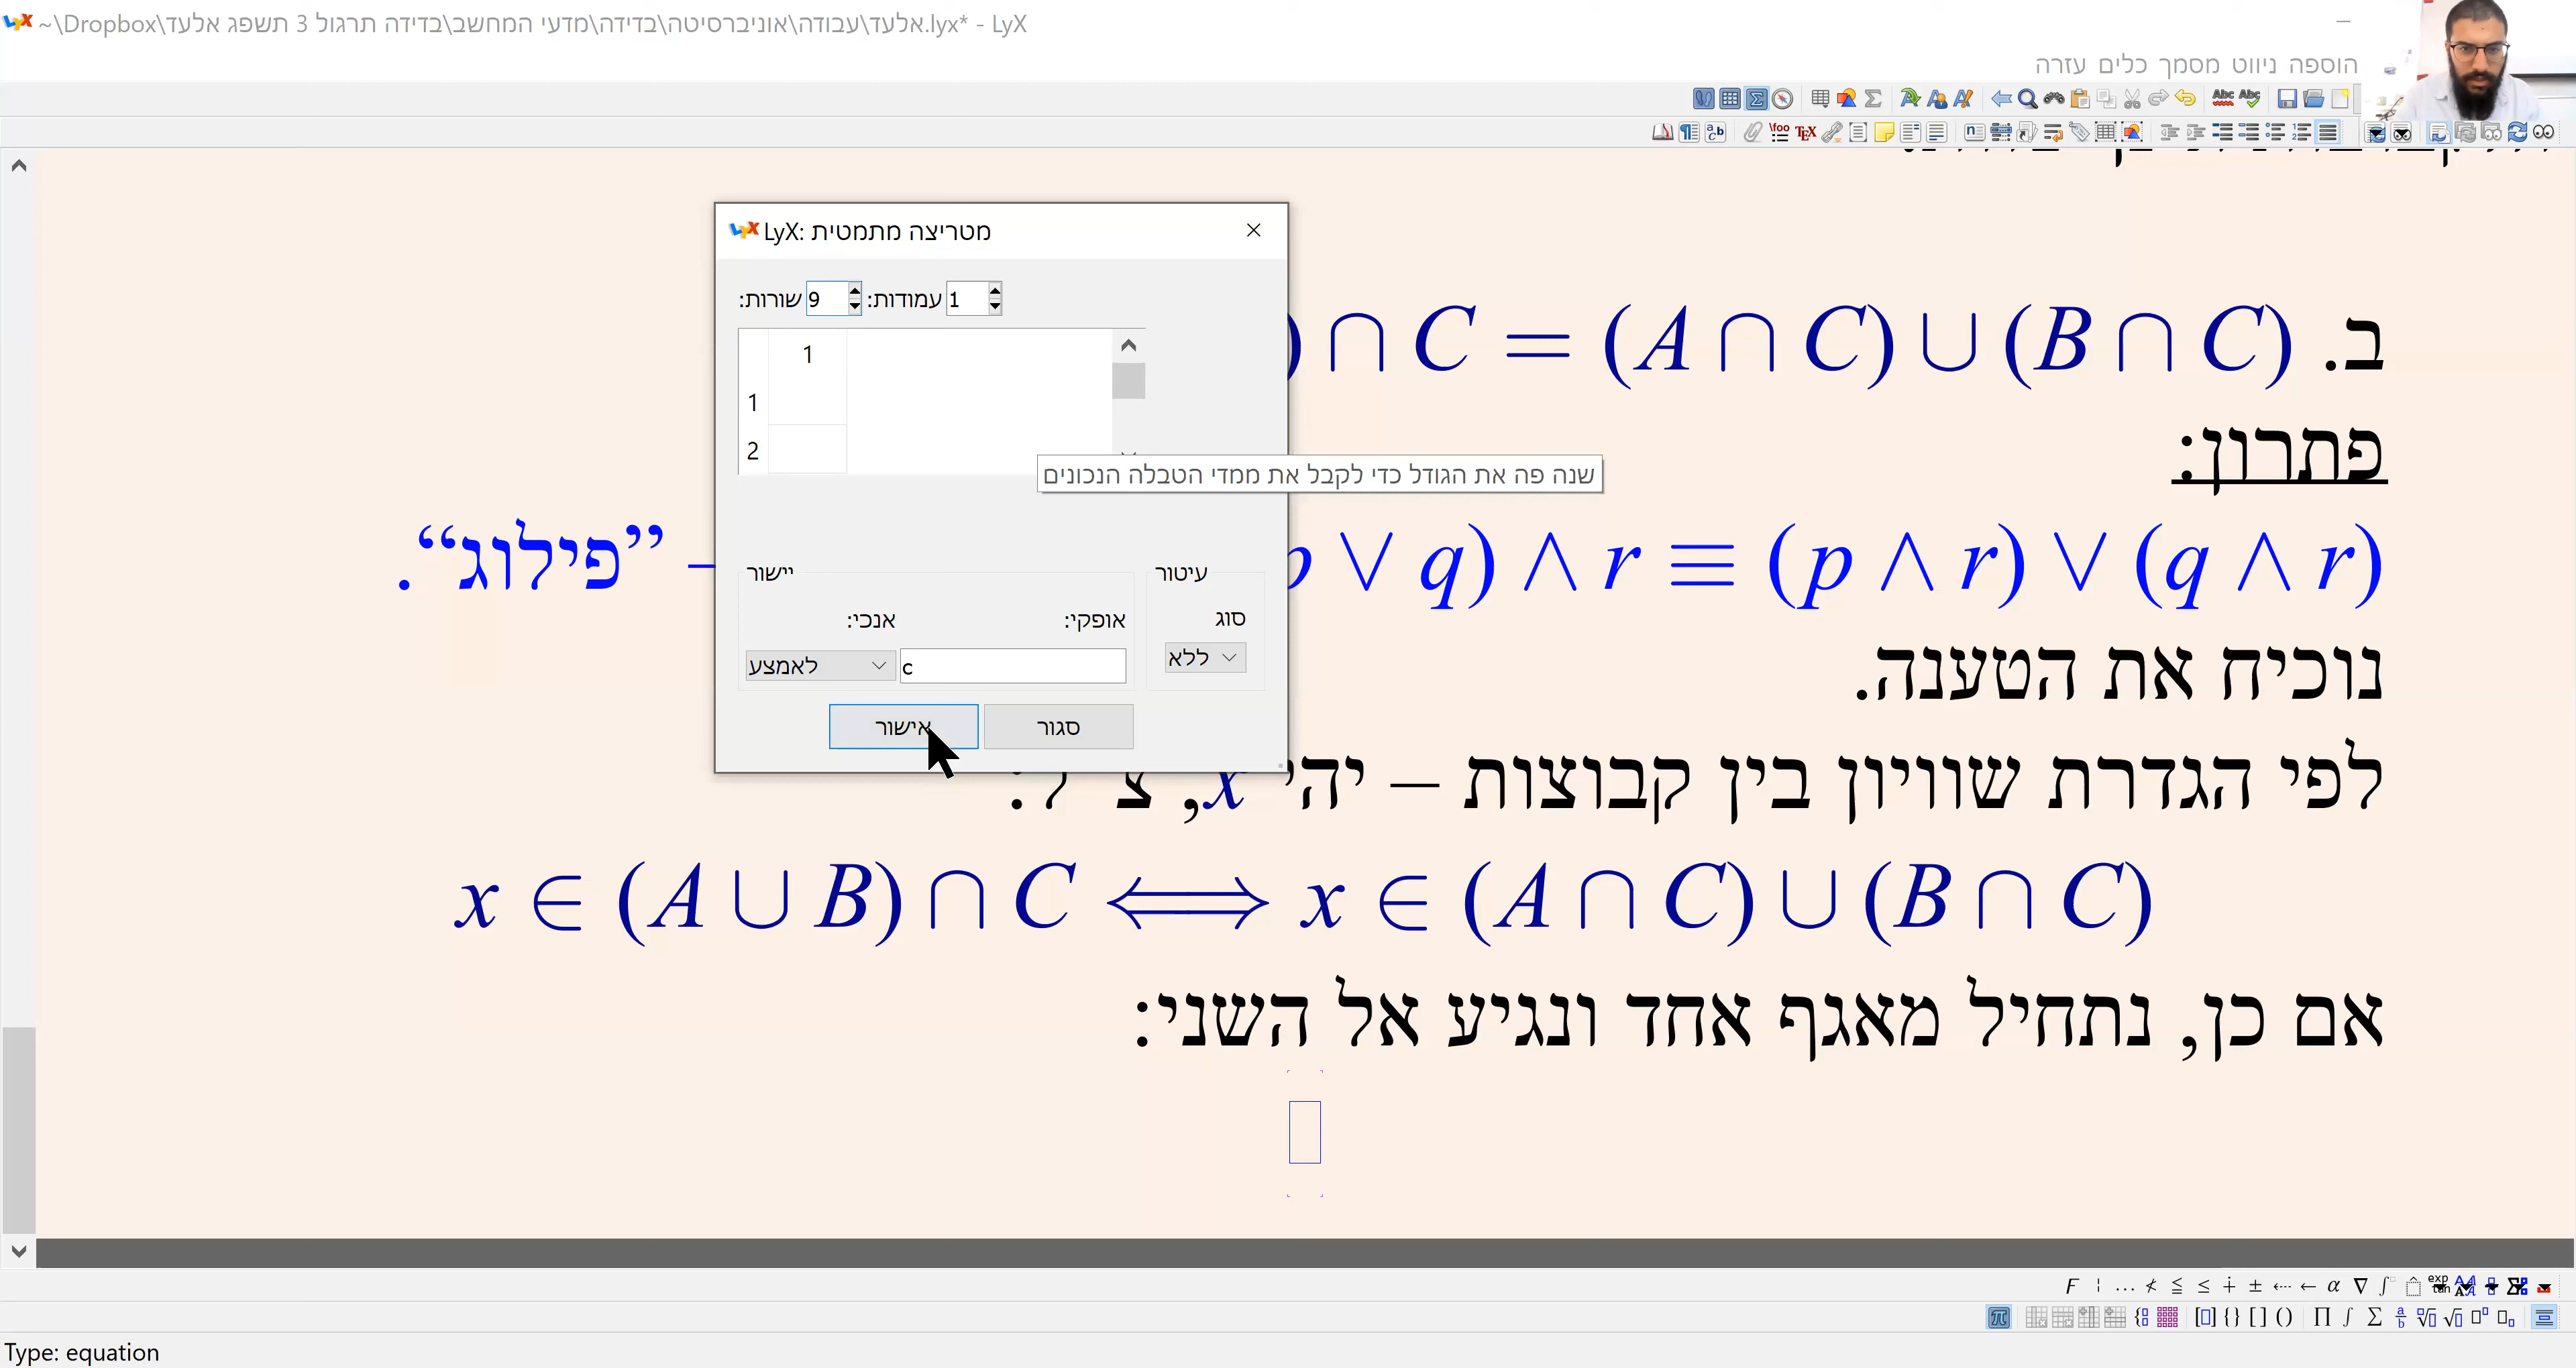 ~\Dropbox\אלעד\עבודה\אוניברסיטה\בדידה\מדעי המחשב\בדידה תרגול 3 תשפג אלעד.lyx* - LyX
הוספה ניווט מסמך כלים עזרה
LyX: מטריצה מתמטית
שורות: 9 עמודות: 1
1
1
2
שנה פה את הגודל כדי לקבל את ממדי הטבלה הנכונים
יישור
עיטור
אנכי:
אופקי:
סוג
לאמצע
c
ללא
אישור
סגור
ב. ) ∩ C = (A ∩ C) ∪ (B ∩ C)
פתרון:
∨ q) ∧ r ≡ (p ∧ r) ∨ (q ∧ r) – ”פילוג“.
נוכיח את הטענה.
לפי הגדרת שוויון בין קבוצות – יהי x,
x ∈ (A ∪ B) ∩ C ⟺ x ∈ (A ∩ C) ∪ (B ∩ C)
אם כן, נתחיל מאגף אחד ונגיע אל השני:
Type: equation